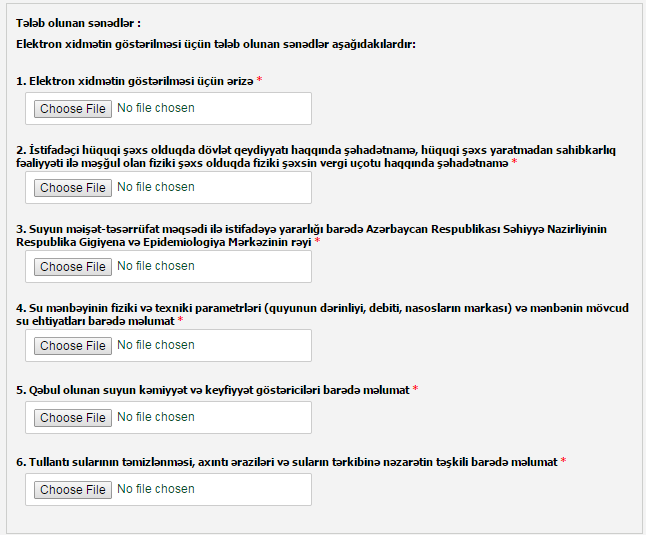 Tələb olunan sənədlər :
Elektron xidmətin göstərilməsi üçün tələb olunan sənədlər aşağıdakılardır:
1. Elektron xidmətin göstərilməsi üçün ərizə *
Choose File No file chosen
2. İstifadəçi hüquqi şəxs olduqda dövlət qeydiyyatı haqqında şəhadətnamə, hüquqi şəxs yaratmadan sahibkarlıq
fəaliyyəti ilə məşğul olan fiziki şəxs olduqda fiziki şəxsin vergi uçotu haqqında şəhadətnamə *
Choose File No file chosen
3. Suyun məişət-təsərrüfat məqsədi ilə istifadəyə yararlığı barədə Azərbaycan Respublikası Səhiyyə Nazirliyinin
Respublika Gigiyena və Epidemiologiya Mərkəzinin rəyi *
Choose File No file chosen
4. Su mənbəyinin fiziki və texniki parametrləri (quyunun dərinliyi, debiti, nasosların markası) və mənbənin mövcud
su ehtiyatları barədə məlumat *
Choose File No file chosen
5. Qəbul olunan suyun kəmiyyət və keyfiyyət göstəriciləri barədə məlumat *
Choose File No file chosen
6. Tullantı sularının təmizlənməsi, axıntı əraziləri və suların tərkibinə nəzarətin təşkili barədə məlumat *
Choose File No file chosen